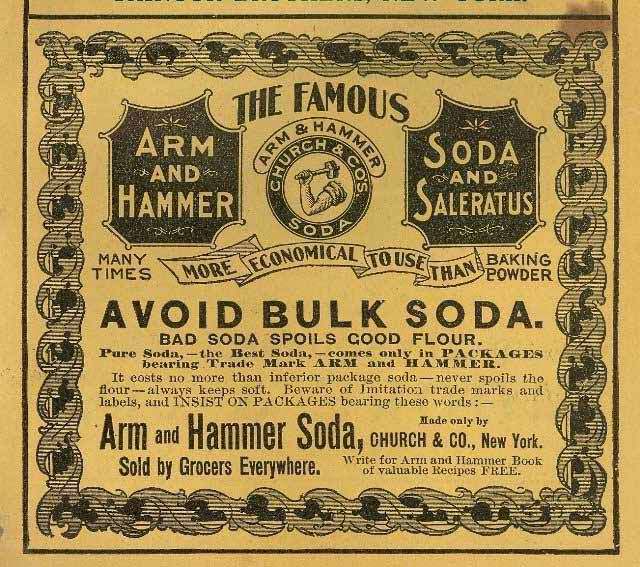 THE FAMOUS
ARM
AND
HAMMER
ARM & HAMMER
CHURCH & CO'S
SODA
SODA
AND
SALERATUS
MANY
TIMES
MORE ECONOMICAL TO USE THAN
BAKING
POWDER
AVOID BULK SODA.
BAD SODA SPOILS GOOD FLOUR.
Pure Soda,—the Best Soda,—comes only in PACKAGES
bearing Trade Mark ARM and HAMMER.
It costs no more than inferior package soda—never spoils the
flour—always keeps soft. Beware of Imitation trade marks and
labels, and INSIST ON PACKAGES bearing these words:—
Arm and Hammer Soda,
Made only by
CHURCH & CO., New York.
Sold by Grocers Everywhere.
Write for Arm and Hammer Book
of valuable Recipes FREE.